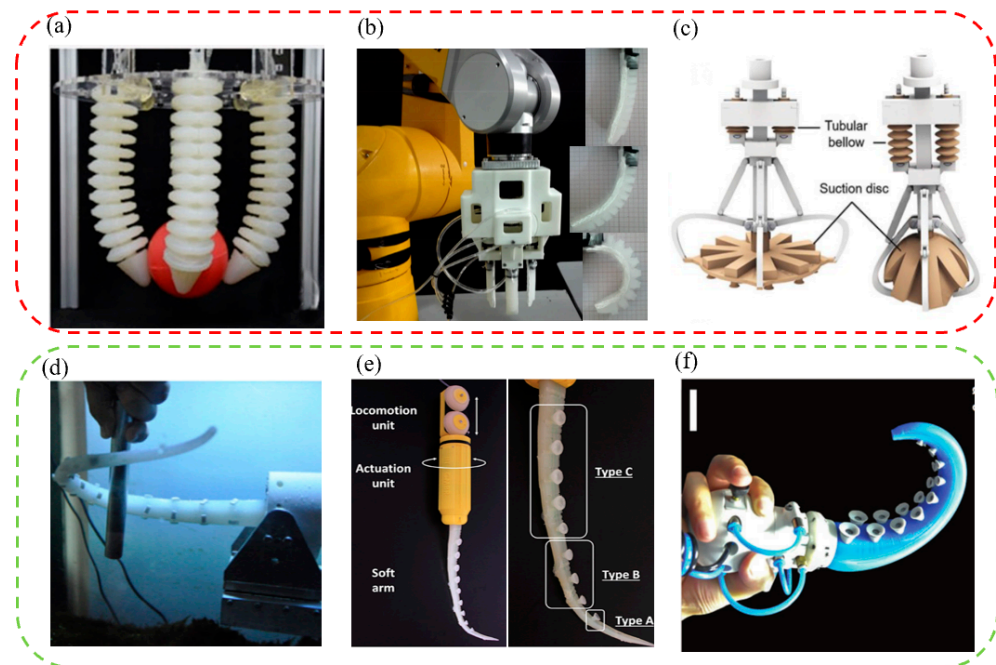 (a)
(b)
(c)
Tubular
bellow
Suction disc
(d)
(e)
(f)
Locomotion
unit
Actuation
unit
Soft
arm
Type C
Type B
Type A